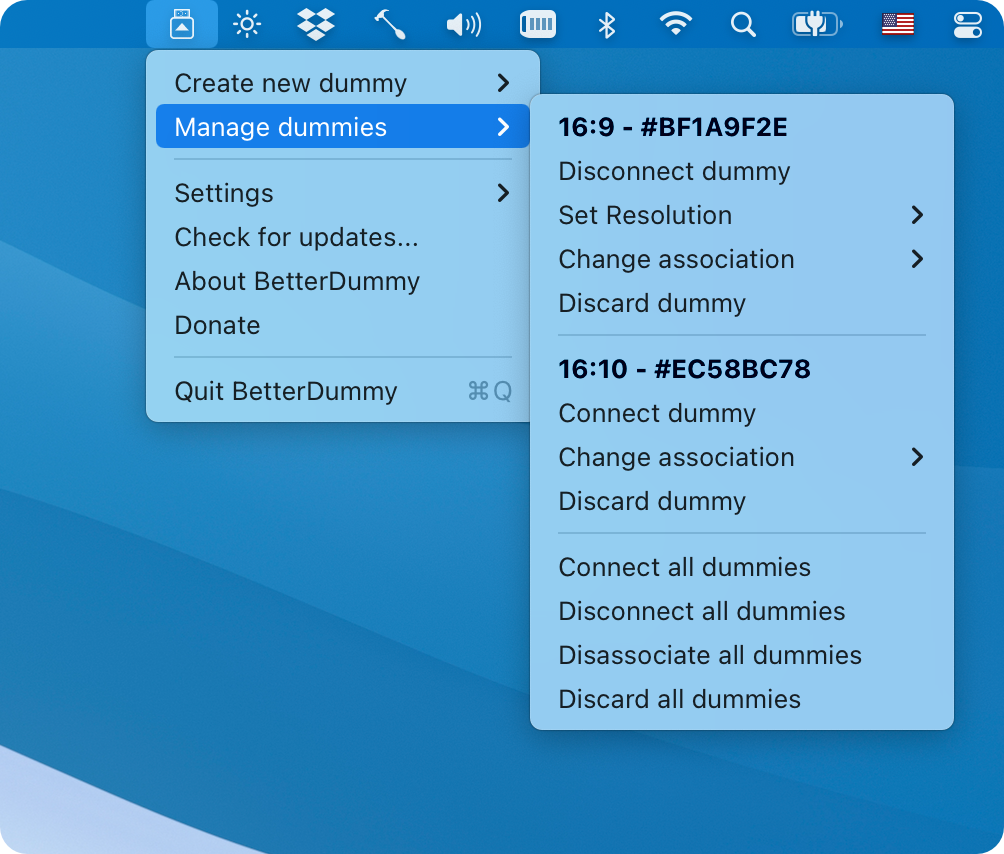 Create new dummy
Manage dummies
Settings
Check for updates...
About BetterDummy
Donate
Quit BetterDummy ⌘Q
16:9 - #BF1A9F2E
Disconnect dummy
Set Resolution
Change association
Discard dummy
16:10 - #EC58BC78
Connect dummy
Change association
Discard dummy
Connect all dummies
Disconnect all dummies
Disassociate all dummies
Discard all dummies